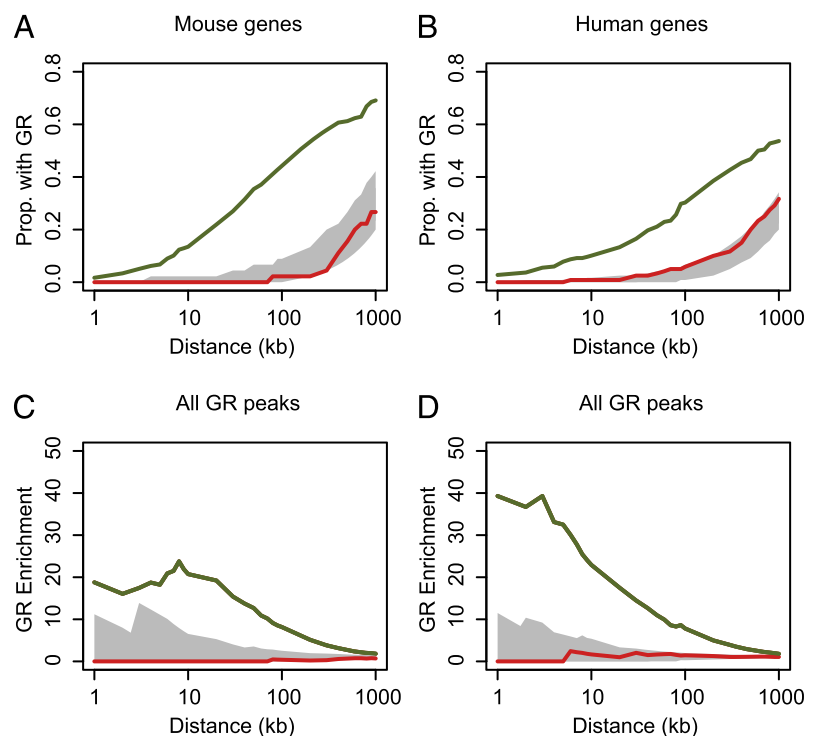 A
Mouse genes
Prop. with GR
0.0 0.2 0.4 0.6 0.8
1 10 100 1000
Distance (kb)
B
Human genes
Prop. with GR
0.0 0.2 0.4 0.6 0.8
1 10 100 1000
Distance (kb)
C
All GR peaks
GR Enrichment
0 10 20 30 40 50
1 10 100 1000
Distance (kb)
D
All GR peaks
GR Enrichment
0 10 20 30 40 50
1 10 100 1000
Distance (kb)